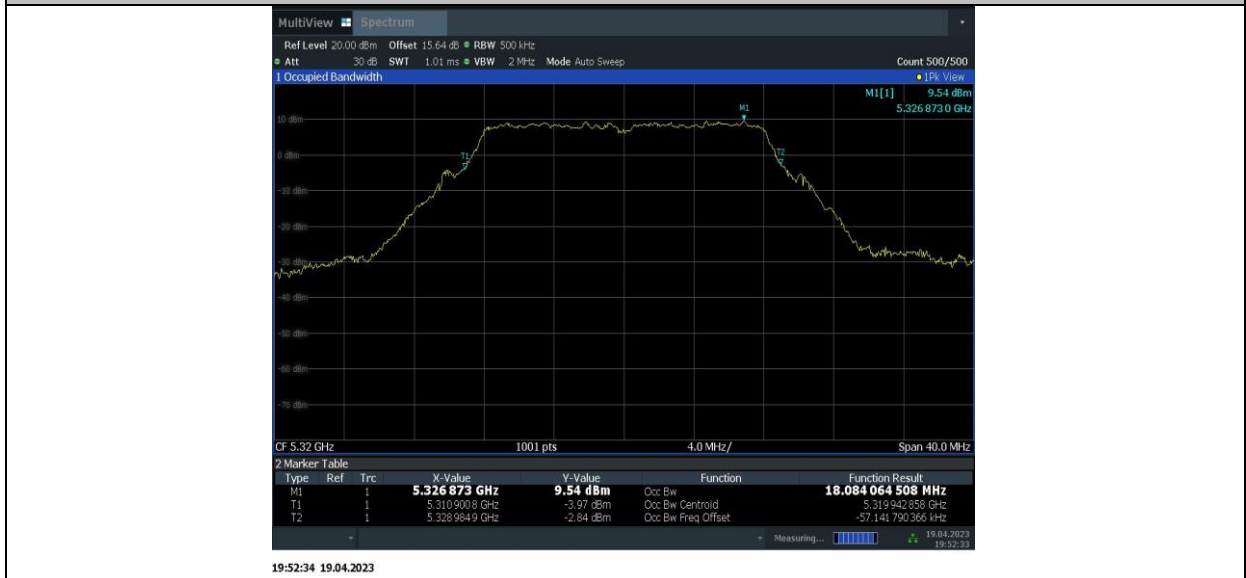 MultiView Spectrum
Ref Level 20.00 dBm Offset 15.64 dB RBW 500 kHz
Att 30 dB SWT 1.01 ms VBW 2 MHz Mode Auto Sweep Count 500/500
1 Occupied Bandwidth 1Pk View
M1[1] 9.54 dBm
5.326 873 0 GHz
M1
10 dBm
T1
T2
0 dBm
-10 dBm
-20 dBm
-30 dBm
-40 dBm
-50 dBm
-60 dBm
-70 dBm
CF 5.32 GHz 1001 pts 4.0 MHz/ Span 40.0 MHz
2 Marker Table
Type Ref Trc X-Value Y-Value Function Function Result
M1 1 5.326 873 GHz 9.54 dBm Occ Bw 18.084 064 508 MHz
T1 1 5.310 900 8 GHz -3.97 dBm Occ Bw Centroid 5.319 942 858 GHz
T2 1 5.328 984 9 GHz -2.84 dBm Occ Bw Freq Offset -57.141 790 366 kHz
Measuring... 19.04.2023
19:52:33
19:52:34 19.04.2023